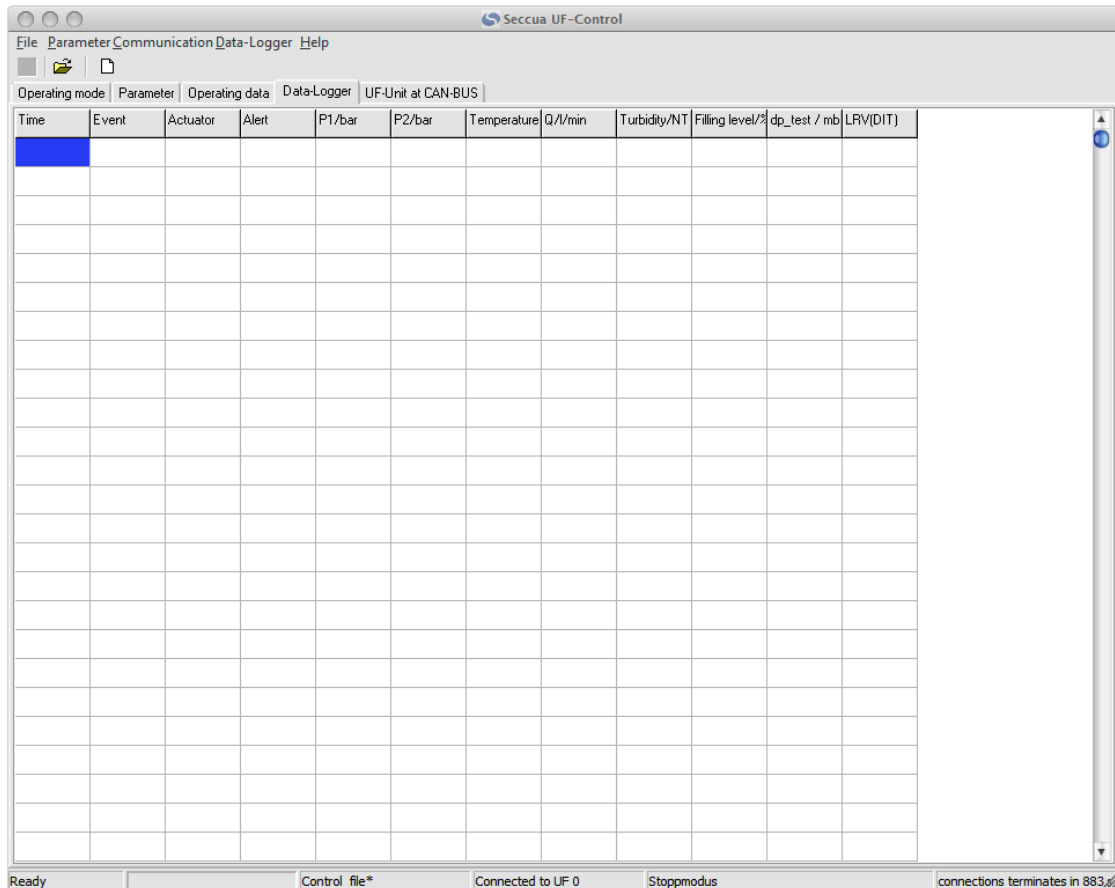 Seccua UF-Control
File Parameter Communication Data-Logger Help
Operating mode Parameter Operating data Data-Logger UF-Unit at CAN-BUS
Time Event Actuator Alert P1/bar P2/bar Temperature Q/l/min Turbidity/NT Filling level/% dp_test / mb LRV(DIT)
Ready Control file* Connected to UF 0 Stoppmodus connections terminates in 883